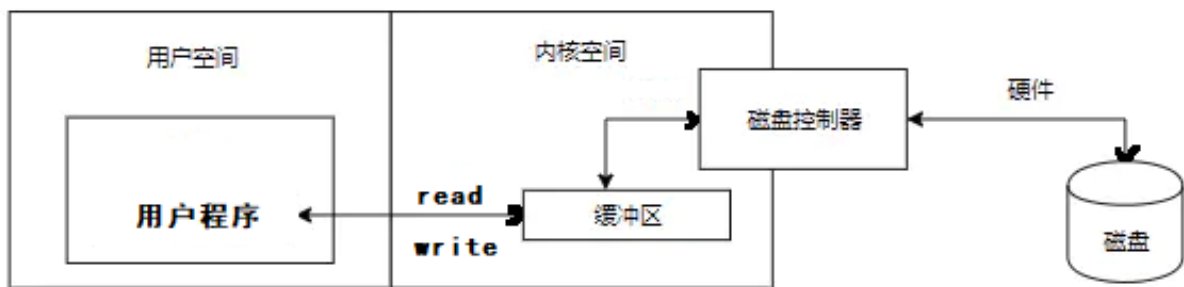 用户空间
内核空间
硬件
磁盘控制器
用户程序
read
缓冲区
write
磁盘